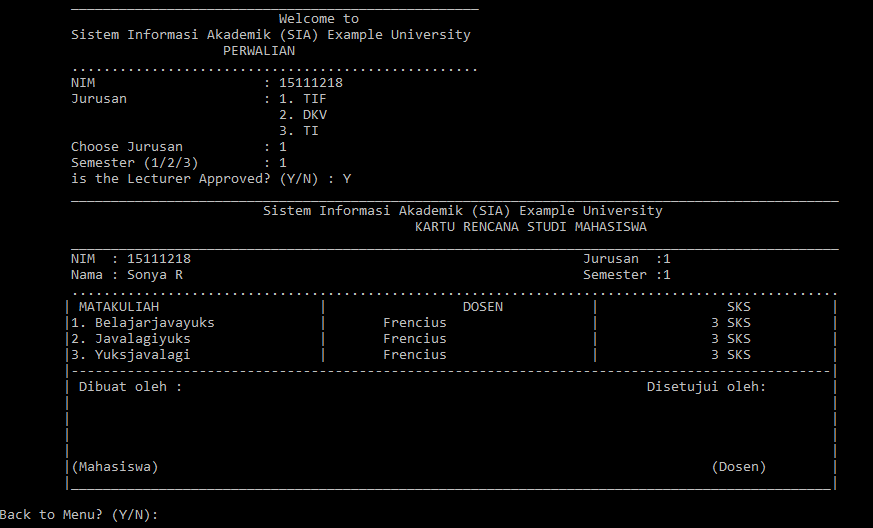 Welcome to
Sistem Informasi Akademik (SIA) Example University
PERWALIAN
NIM : 15111218
Jurusan : 1. TIF
2. DKV
3. TI
Choose Jurusan : 1
Semester (1/2/3) : 1
is the Lecturer Approved? (Y/N) : Y
Sistem Informasi Akademik (SIA) Example University
KARTU RENCANA STUDI MAHASISWA
NIM : 15111218 Jurusan :1
Nama : Sonya R Semester :1
| MATAKULIAH | DOSEN | SKS |
|1. Belajarjavayuks | Frencius | 3 SKS |
|2. Javalagiyuks | Frencius | 3 SKS |
|3. Yuksjavalagi | Frencius | 3 SKS |
| Dibuat oleh : Disetujui oleh: |
|(Mahasiswa) (Dosen) |
Back to Menu? (Y/N):